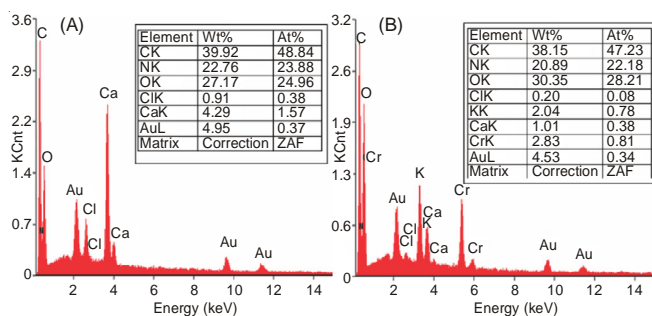 (A)
Element Wt% At%
CK 39.92 48.84
NK 22.76 23.88
OK 27.17 24.96
ClK 0.91 0.38
CaK 4.29 1.57
AuL 4.95 0.37
Matrix Correction ZAF
3.6
2.9
2.2
1.4
0.7
KCnt
C
O
Au
Cl
Cl
Ca
Ca
Au
Au
2 4 6 8 10 12 14
Energy (keV)
(B)
Element Wt% At%
CK 38.15 47.23
NK 20.89 22.18
OK 30.35 28.21
ClK 0.20 0.08
KK 2.04 0.78
CaK 1.01 0.38
CrK 2.83 0.81
AuL 4.53 0.34
Matrix Correction ZAF
3.0
2.4
1.8
1.2
0.6
KCnt
C
O
Cr
Au
Cl
Cl
K
Ca
K
Ca
Cr
Cr
Au
Au
2 4 6 8 10 12 14
Energy (keV)